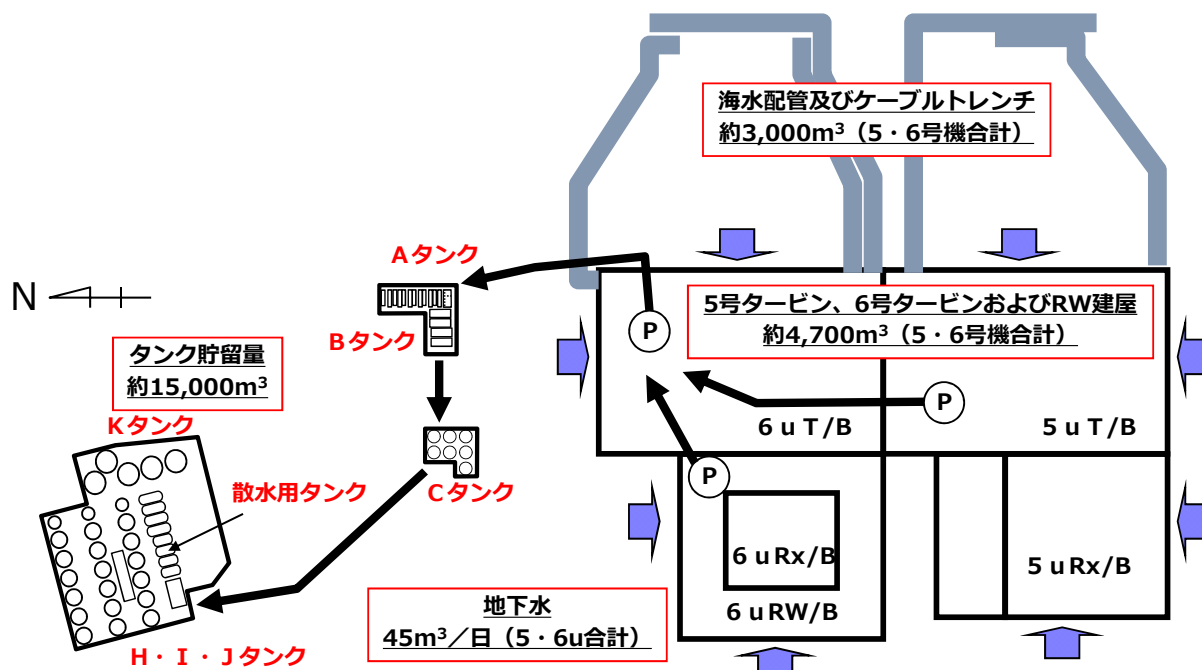 海水配管及びケーブルトレンチ
約3,000m³（5・6号機合計）
Aタンク
N
5号タービン、6号タービンおよびRW建屋
約4,700m³（5・6号機合計）
P
Bタンク
タンク貯留量
約15,000m³
P
6uT/B
5uT/B
Kタンク
P
Cタンク
散水用タンク
6uRx/B
5uRx/B
地下水
45m³／日（5・6u合計）
6uRW/B
H・I・Jタンク